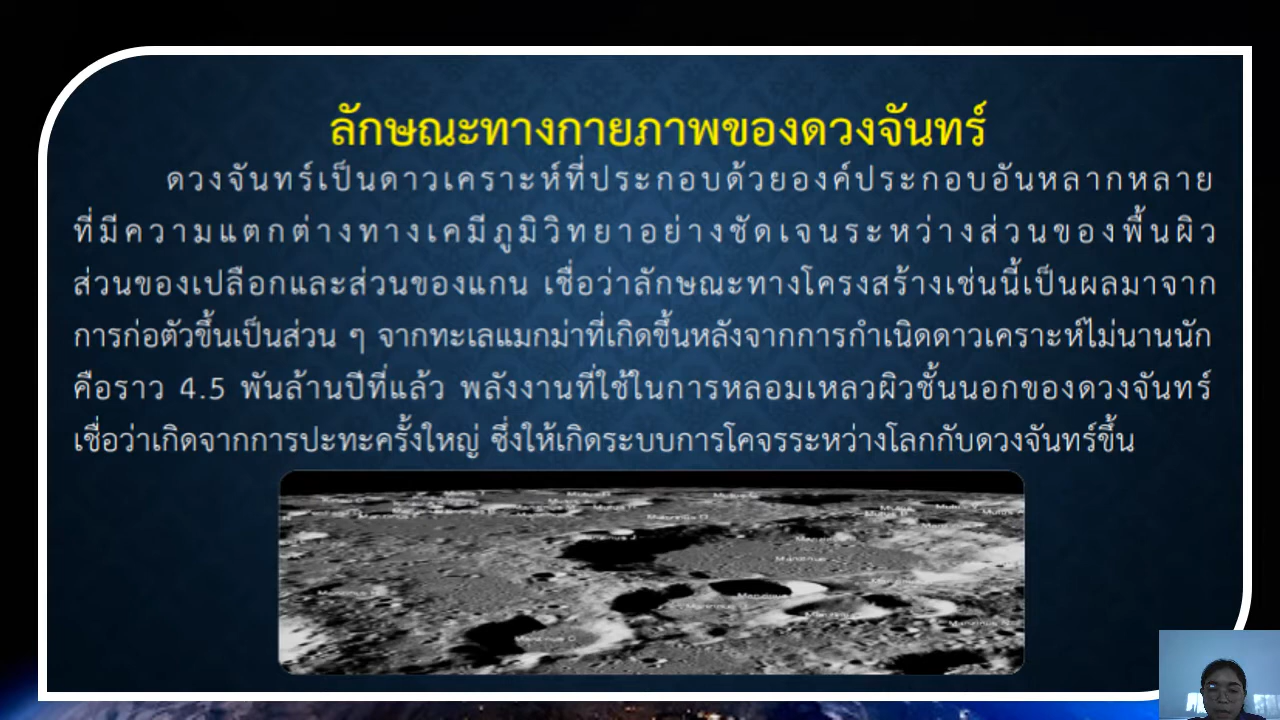 ลักษณะทางกายภาพของดวงจันทร์
ดวงจันทร์เป็นดาวเคราะห์ที่ประกอบด้วยองค์ประกอบอันหลากหลาย
ที่มีความแตกต่างทางเคมีภูมิวิทยาอย่างชัดเจนระหว่างส่วนของพื้นผิว
ส่วนของเปลือกและส่วนของแกน เชื่อว่าลักษณะทางโครงสร้างเช่นนี้เป็นผลมาจาก
การก่อตัวขึ้นเป็นส่วน ๆ จากทะเลแมกม่าที่เกิดขึ้นหลังจากการกำเนิดดาวเคราะห์ไม่นานนัก
คือราว 4.5 พันล้านปีที่แล้ว พลังงานที่ใช้ในการหลอมเหลวผิวชั้นนอกของดวงจันทร์
เชื่อว่าเกิดจากการปะทะครั้งใหญ่ ซึ่งให้เกิดระบบการโคจรระหว่างโลกกับดวงจันทร์ขึ้น
Manzinus
Manzinus C